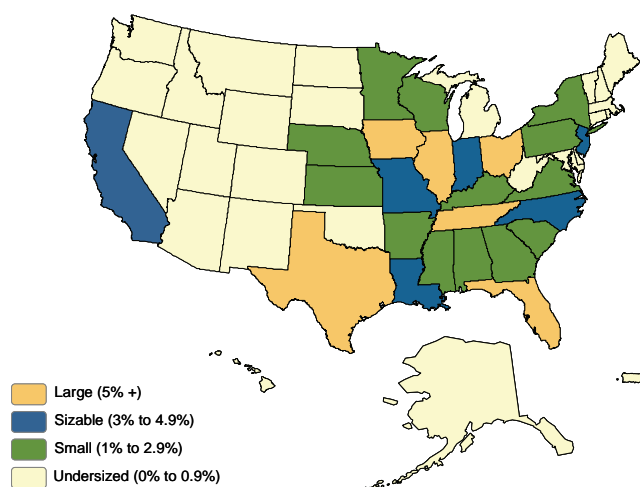 Large (5% +)
Sizable (3% to 4.9%)
Small (1% to 2.9%)
Undersized (0% to 0.9%)